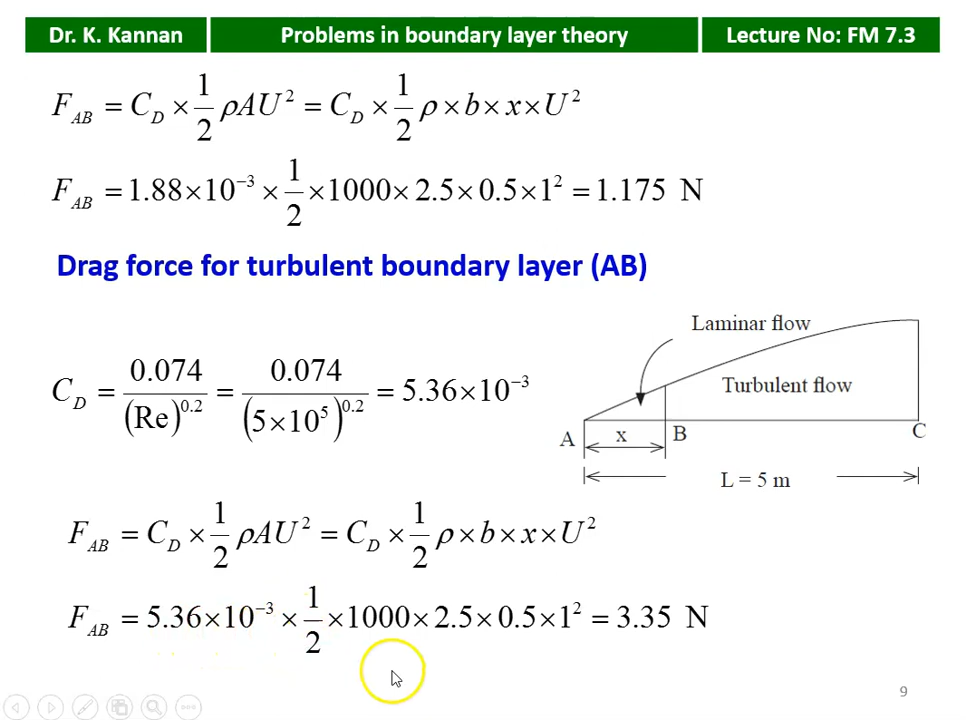 Dr. K. Kannan Problems in boundary layer theory Lecture No: FM 7.3
F_AB = C_D × 1/2 ρAU² = C_D × 1/2 ρ × b × x × U²
F_AB = 1.88×10⁻³ × 1/2 × 1000 × 2.5 × 0.5 × 1² = 1.175 N
Drag force for turbulent boundary layer (AB)
C_D = 0.074/(Re)^0.2 = 0.074/(5×10⁵)^0.2 = 5.36×10⁻³
Laminar flow
Turbulent flow
A x B C
L = 5 m
F_AB = C_D × 1/2 ρAU² = C_D × 1/2 ρ × b × x × U²
F_AB = 5.36×10⁻³ × 1/2 × 1000 × 2.5 × 0.5 × 1² = 3.35 N
9